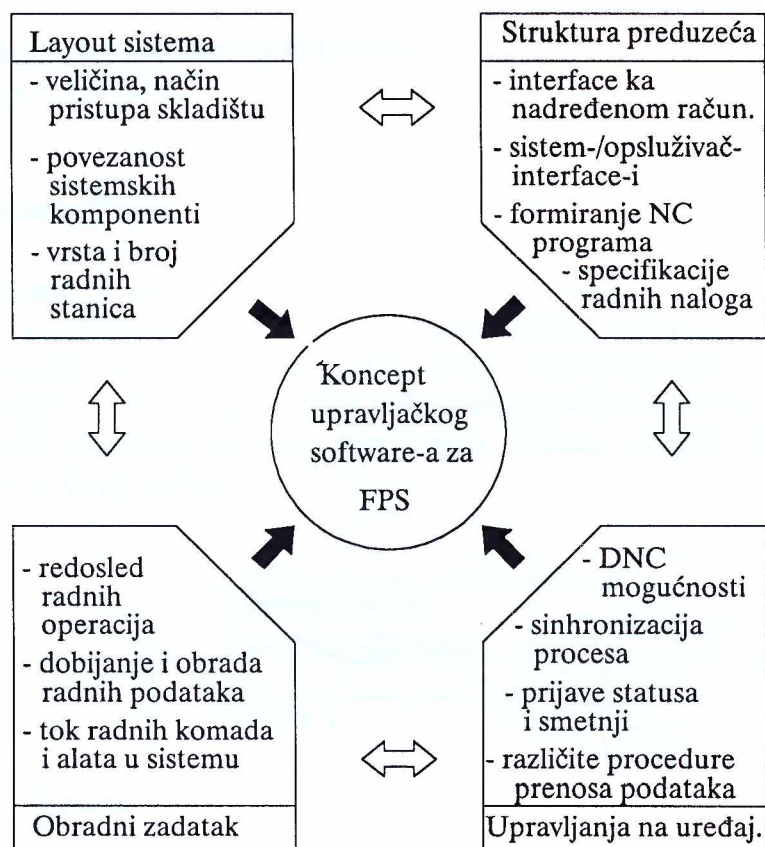 Layout sistema
- veličina, način
pristupa skladištu
- povezanost
sistemskih
komponenti
- vrsta i broj
radnih
stanica
Struktura preduzeća
- interface ka
nadređenom račun.
- sistem-/opsluživač-
interface-i
- formiranje NC
programa
- specifikacije
radnih naloga
Koncept
upravljačkog
software-a za
FPS
- redosled
radnih
operacija
- dobijanje i obrada
radnih podataka
- tok radnih komada
i alata u sistemu
Obradni zadatak
- DNC
mogućnosti
- sinhronizacija
procesa
- prijave statusa
i smetnji
- različite procedure
prenosa podataka
Upravljanja na uređaj.